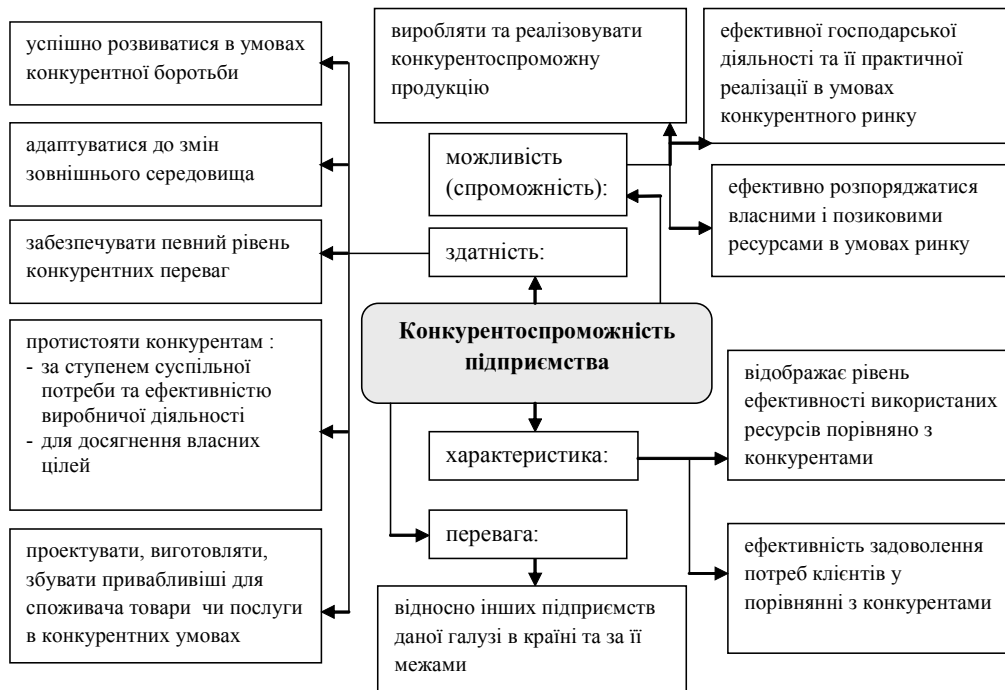 успішно розвиватися в умовах
конкурентної боротьби
адаптуватися до змін
зовнішнього середовища
забезпечувати певний рівень
конкурентних переваг
протистояти конкурентам :
- за ступенем суспільної
потреби та ефективністю
виробничої діяльності
- для досягнення власних
цілей
проектувати, виготовляти,
збувати привабливіші для
споживача товари чи послуги
в конкурентних умовах
виробляти та реалізовувати
конкурентоспроможну
продукцію
можливість
(спроможність):
здатність:
Конкурентоспроможність
підприємства
характеристика:
перевага:
відносно інших підприємств
даної галузі в країні та за її
межами
ефективної господарської
діяльності та її практичної
реалізації в умовах
конкурентного ринку
ефективно розпоряджатися
власними і позиковими
ресурсами в умовах ринку
відображає рівень
ефективності використаних
ресурсів порівняно з
конкурентами
ефективність задоволення
потреб клієнтів у
порівнянні з конкурентами